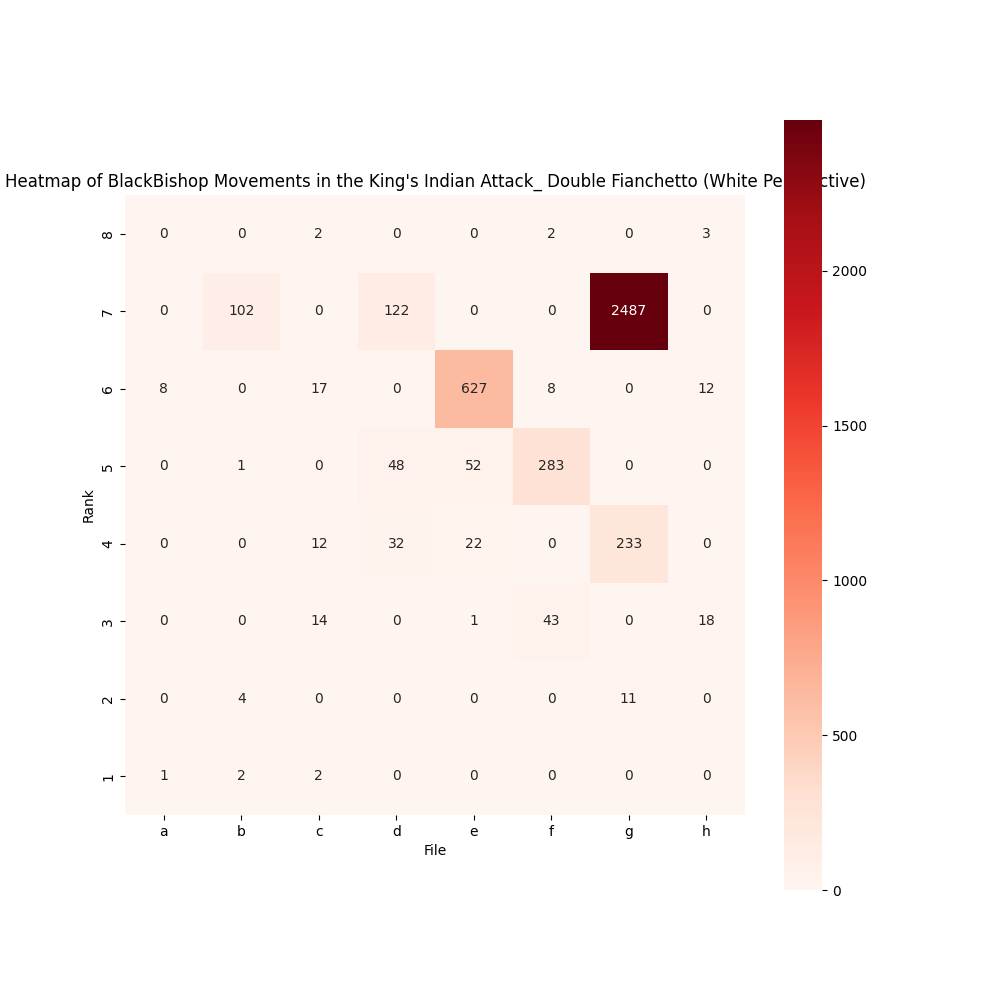 Heatmap of BlackBishop Movements in the King's Indian Attack_ Double Fianchetto (White Pe ctive)
8 0 0 2 0 0 2 0 3
2000
7 0 102 0 122 0 0 2487 0
6 8 0 17 0 627 8 0 12
1500
5 0 1 0 48 52 283 0 0
Rank
4 0 0 12 32 22 0 233 0
1000
3 0 0 14 0 1 43 0 18
2 0 4 0 0 0 0 11 0
500
1 1 2 2 0 0 0 0 0
a b c d e f g h
File
0